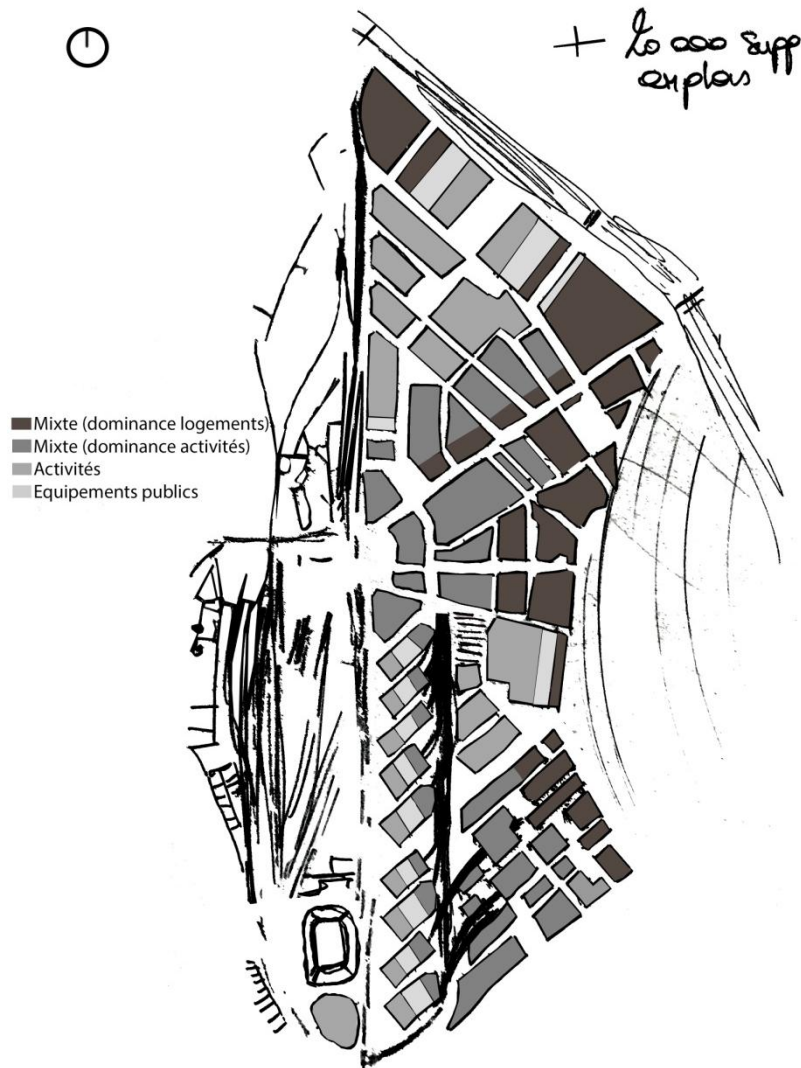 + 20 000 Supp
emplois
Mixte (dominance logements)
Mixte (dominance activités)
Activités
Equipements publics